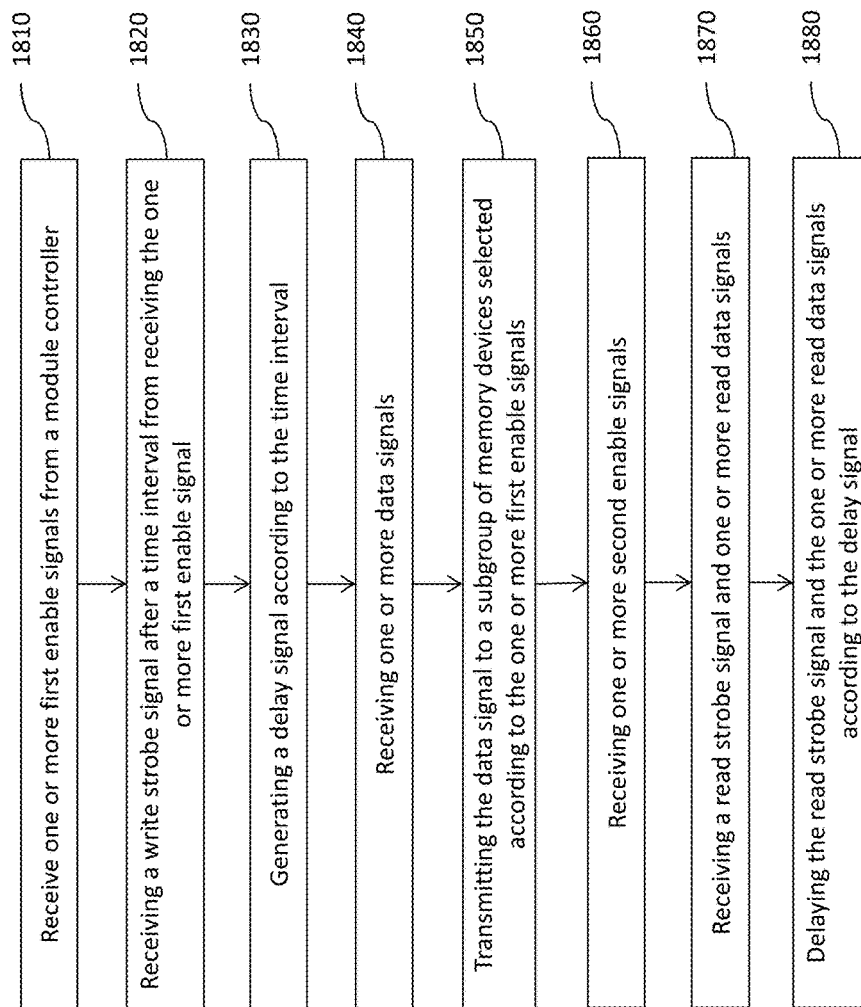 Receive one or more first enable signals from a module controller
1810
Receiving a write strobe signal after a time interval from receiving the one
or more first enable signal
1820
Generating a delay signal according to the time interval
1830
Receiving one or more data signals
1840
Transmitting the data signal to a subgroup of memory devices selected
according to the one or more first enable signals
1850
Receiving one or more second enable signals
1860
Receiving a read strobe signal and one or more read data signals
1870
Delaying the read strobe signal and the one or more read data signals
according to the delay signal
1880